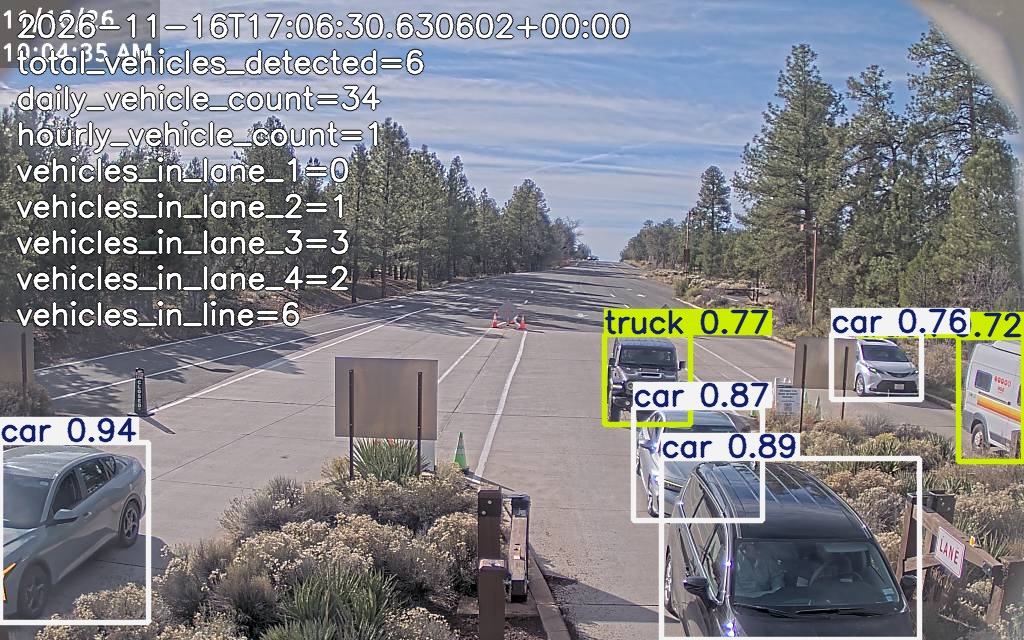 2026-11-16T17:06:30.630602+00:00
10:04:35 AM
total_vehicles_detected=6
daily_vehicle_count=34
hourly_vehicle_count=1
vehicles_in_lane_1=0
vehicles_in_lane_2=1
vehicles_in_lane_3=3
vehicles_in_lane_4=2
vehicles_in_line=6
truck 0.77
car 0.76
.72
car 0.87
car 0.94
car 0.89
LANE